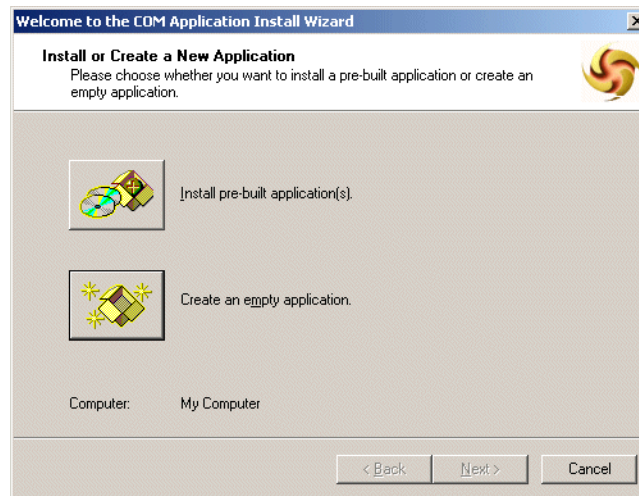 Welcome to the COM Application Install Wizard
Install or Create a New Application
Please choose whether you want to install a pre-built application or create an
empty application.
Install pre-built application(s).
Create an empty application.
Computer: My Computer
< Back Next > Cancel